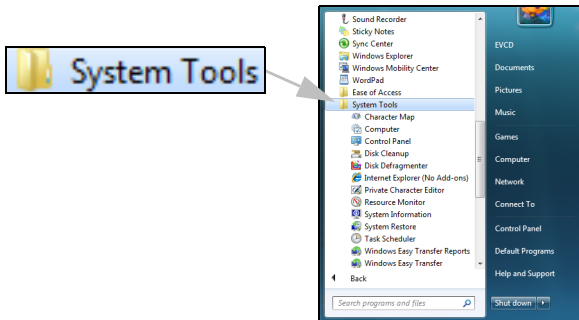 System Tools
Sound Recorder
Sticky Notes
Sync Center
Windows Explorer
Windows Mobility Center
WordPad
Ease of Access
System Tools
Character Map
Computer
Control Panel
Disk Cleanup
Disk Defragmenter
Internet Explorer (No Add-ons)
Private Character Editor
Resource Monitor
System Information
System Restore
Task Scheduler
Windows Easy Transfer Reports
Windows Easy Transfer
Back
Search programs and files
EVCD
Documents
Pictures
Music
Games
Computer
Network
Connect To
Control Panel
Default Programs
Help and Support
Shut down